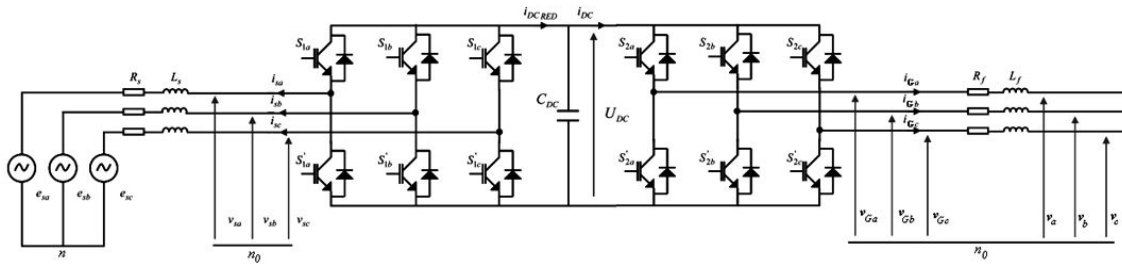 i_DC_RED i_DC
S_1a S_1b S_1c S_2a S_2b S_2c
R_s L_s i_sa C_DC U_DC i_Ga R_f L_f
i_sb i_Gb
i_sc i_Gc
S'_1a S'_1b S'_1c S'_2a S'_2b S'_2c
e_sa e_sb e_sc
v_sa v_sb v_sc v_Ga v_Gb v_Gc v_a v_b v_c
n n_0 n_0